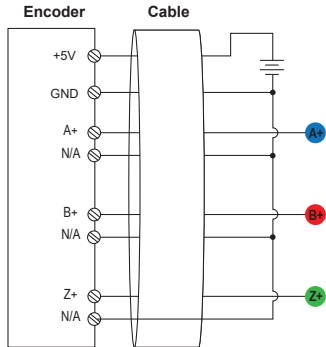 Encoder Cable
+5V
GND
A+ A+
N/A
B+ B+
N/A
Z+ Z+
N/A